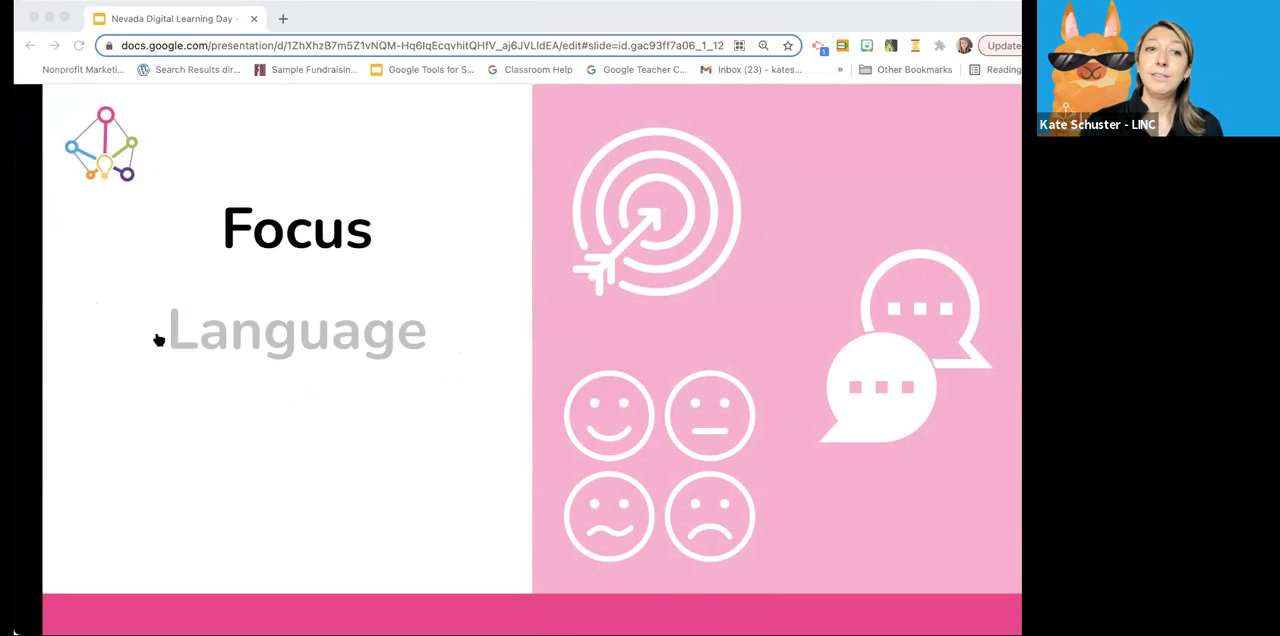 Nevada Digital Learning Day -
docs.google.com/presentation/d/1ZhXhzB7m5Z1vNQM-Hq6IqEcqvhitQHfV_aj6JVLIdEA/edit#slide=id.gac93ff7a06_1_12
Update
Nonprofit Marketi... Search Results dir... Sample Fundraisin... Google Tools for S... Classroom Help Google Teacher C... Inbox (23) - kates... » Other Bookmarks Reading
Kate Schuster - LINC
Focus
Language